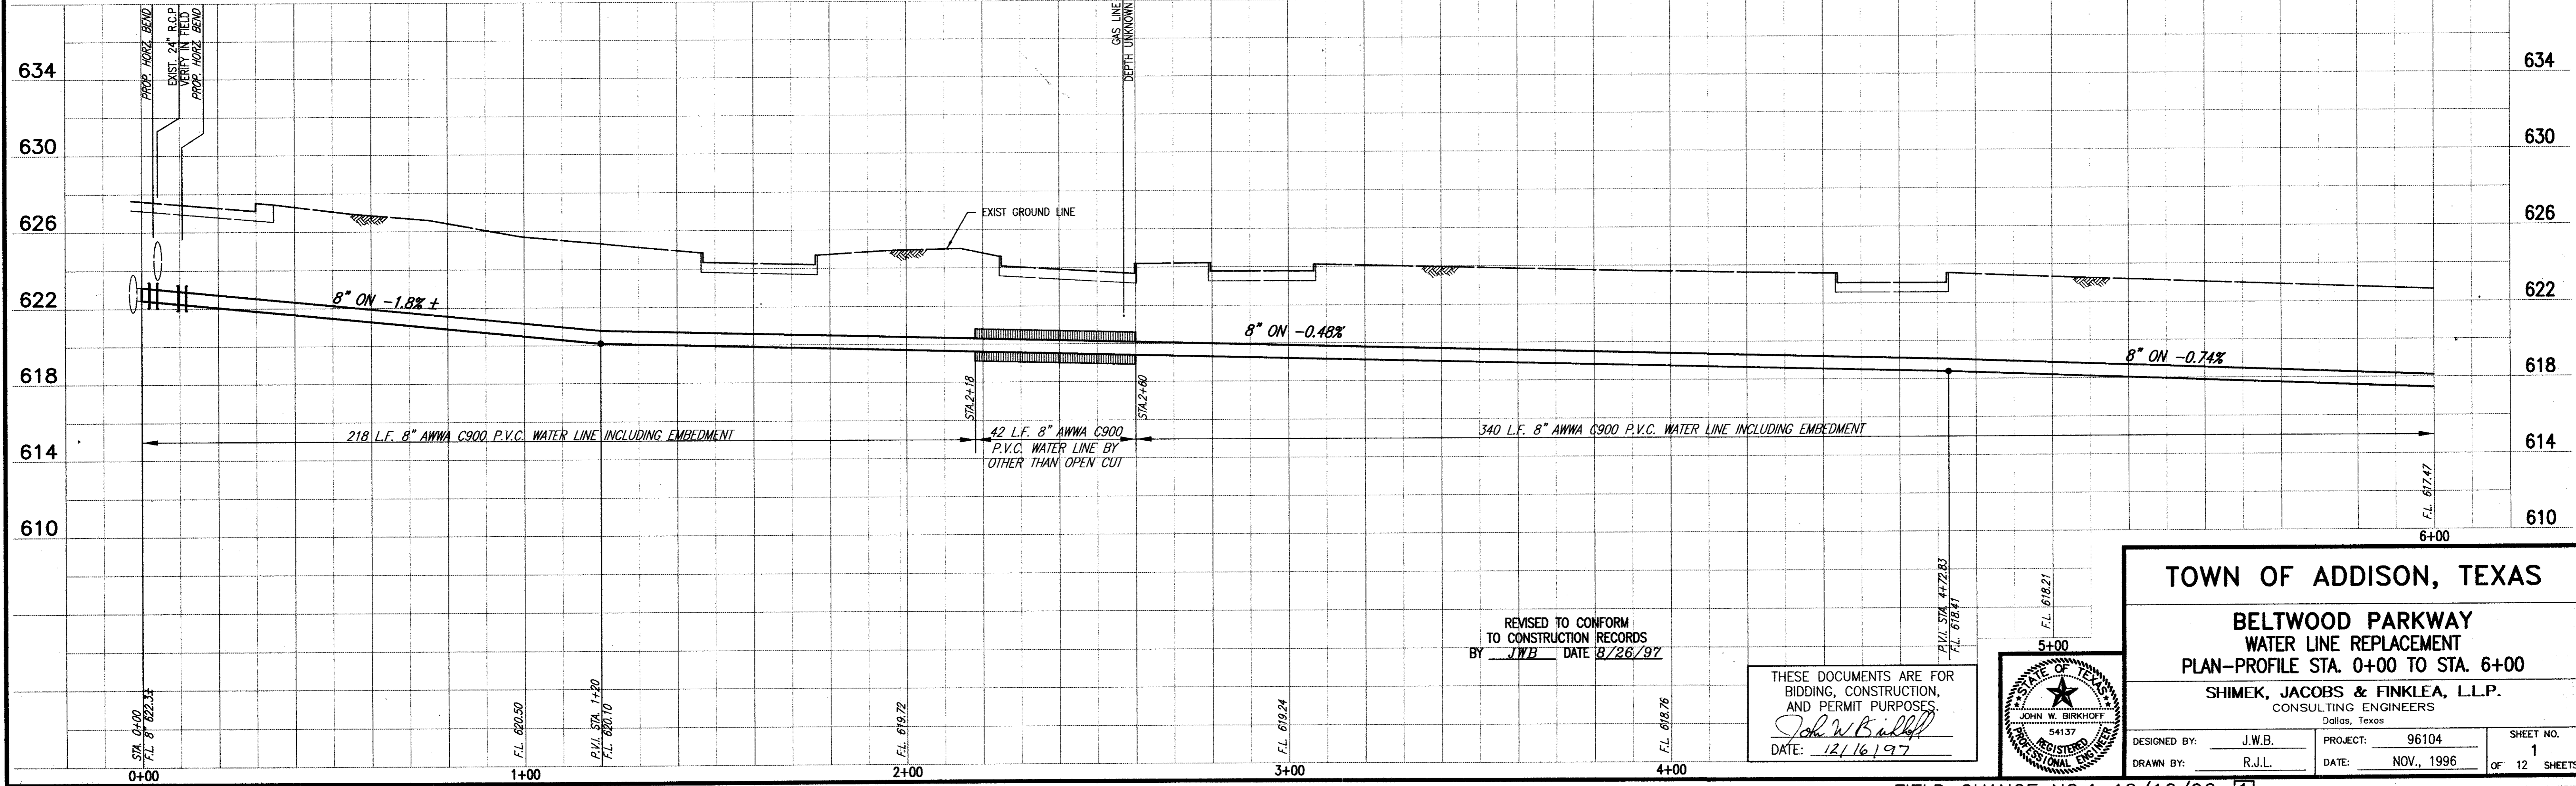 PROP. HORZ. BEND
EXIST. 24" R.C.P
VERIFY IN FIELD
PROP. HORZ. BEND
GAS LINE
DEPTH UNKNOWN
634
634
630
630
626
626
EXIST GROUND LINE
622
622
8" ON -1.8% ±
8" ON -0.48%
8" ON -0.74%
618
618
STA.2+18
STA.2+60
218 L.F. 8" AWWA C900 P.V.C. WATER LINE INCLUDING EMBEDMENT
42 L.F. 8" AWWA C900
P.V.C. WATER LINE BY
OTHER THAN OPEN CUT
340 L.F. 8" AWWA C900 P.V.C. WATER LINE INCLUDING EMBEDMENT
614
614
F.L. 617.47
610
610
6+00
STA. 0+00
F.L. 8" 622.3±
F.L. 620.50
P.V.I. STA. 1+20
F.L. 620.10
F.L. 619.72
F.L. 619.24
F.L. 618.76
P.V.I. STA. 4+72.83
F.L. 618.41
F.L. 618.21
5+00
0+00
1+00
2+00
3+00
4+00
REVISED TO CONFORM
TO CONSTRUCTION RECORDS
BY JWB DATE 8/26/97
THESE DOCUMENTS ARE FOR
BIDDING, CONSTRUCTION,
AND PERMIT PURPOSES.
John W Birkhoff
DATE: 12/16/97
STATE OF TEXAS
JOHN W. BIRKHOFF
54137
REGISTERED
PROFESSIONAL ENGINEER
TOWN OF ADDISON, TEXAS
BELTWOOD PARKWAY
WATER LINE REPLACEMENT
PLAN-PROFILE STA. 0+00 TO STA. 6+00
SHIMEK, JACOBS & FINKLEA, L.L.P.
CONSULTING ENGINEERS
Dallas, Texas
DESIGNED BY: J.W.B.
PROJECT: 96104
SHEET NO.
1
DRAWN BY: R.J.L.
DATE: NOV., 1996
OF 12 SHEETS